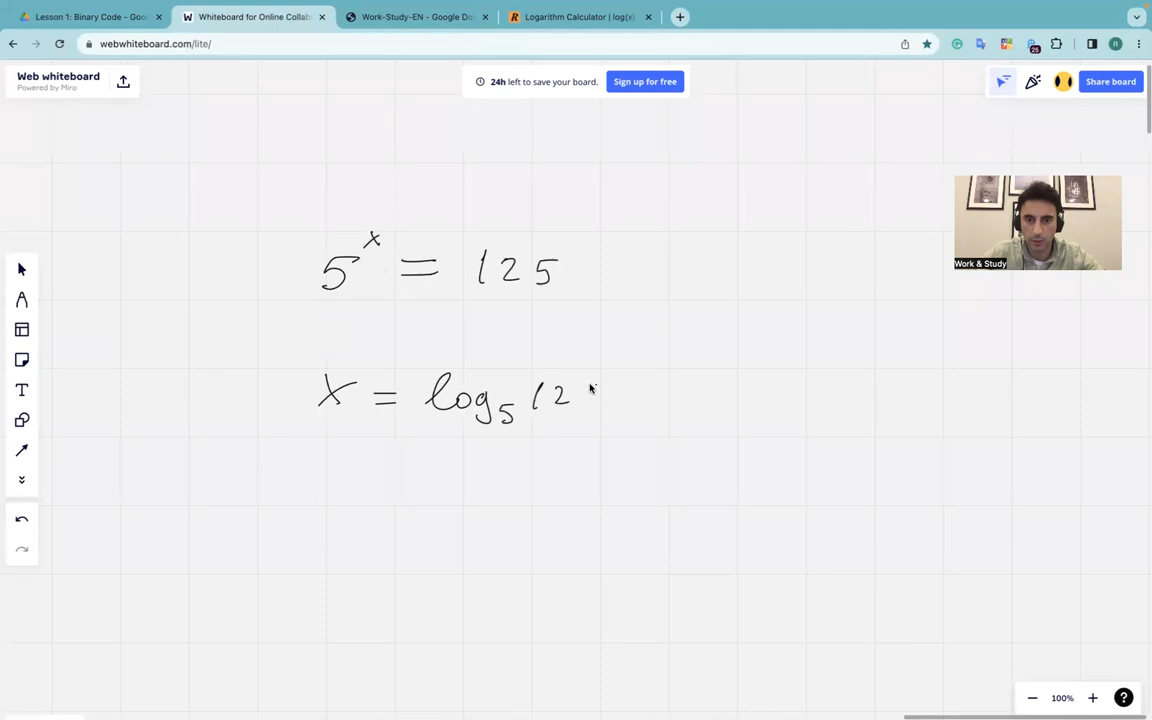 Lesson 1: Binary Code - Goo
Whiteboard for Online Collab
Work-Study-EN - Google Do
Logarithm Calculator | log(x)
webwhiteboard.com/lite/
25
R
Web whiteboard
Powered by Miro
24h left to save your board.
Sign up for free
Share board
Work & Study
5^x = 125
x = log_5 12
T
100%
?